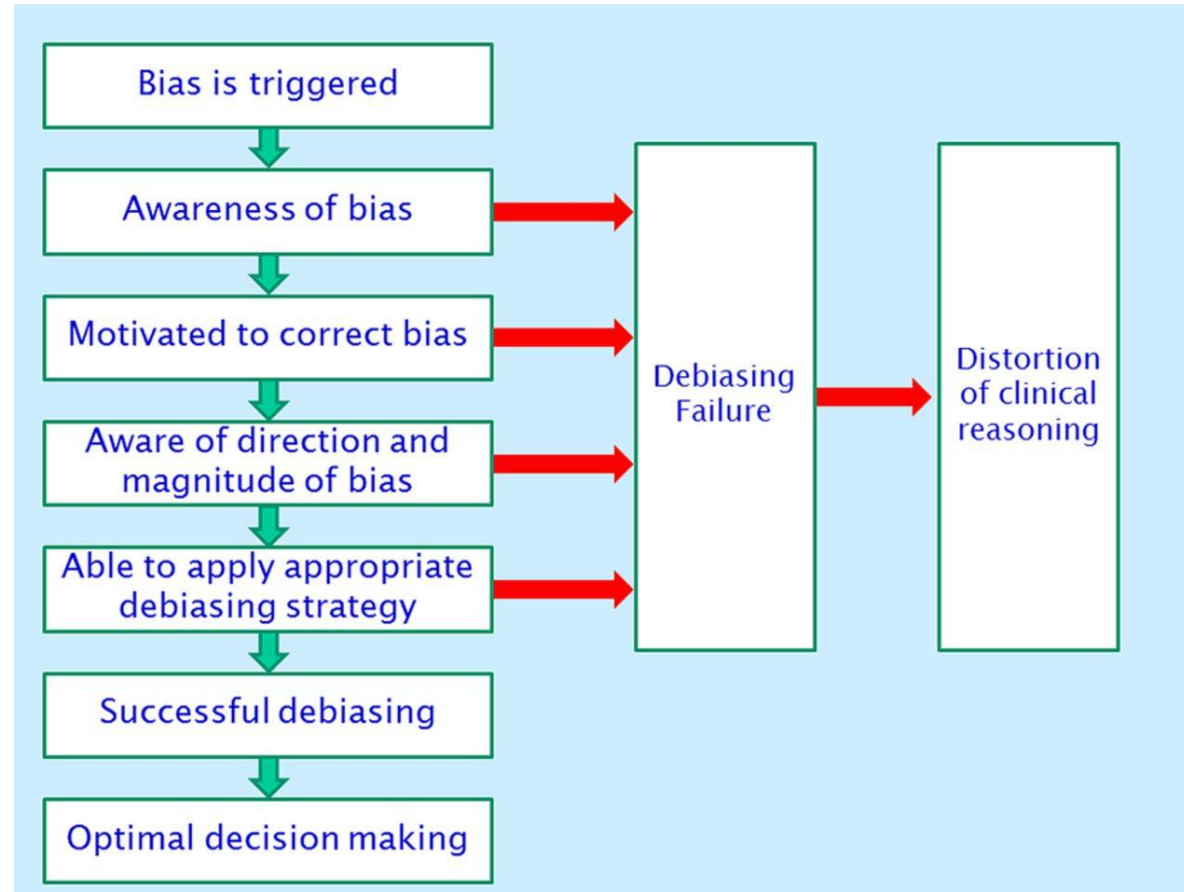 Bias is triggered
Awareness of bias
Motivated to correct bias
Aware of direction and
magnitude of bias
Able to apply appropriate
debiasing strategy
Successful debiasing
Optimal decision making
Debiasing
Failure
Distortion
of clinical
reasoning